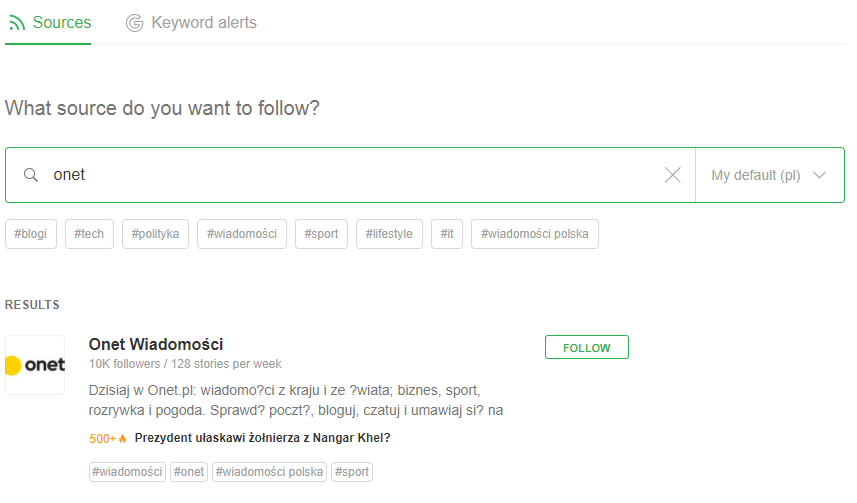 Sources Keyword alerts
What source do you want to follow?
onet My default (pl)
#blogi #tech #polityka #wiadomości #sport #lifestyle #it #wiadomości polska
RESULTS
onet
Onet Wiadomości
FOLLOW
10K followers / 128 stories per week
Dzisiaj w Onet.pl: wiadomo?ci z kraju i ze ?wiata; biznes, sport,
rozrywka i pogoda. Sprawd? poczt?, bloguj, czatuj i umawiaj si? na
500+ Prezydent ułaskawi żołnierza z Nangar Khel?
#wiadomości #onet #wiadomości polska #sport